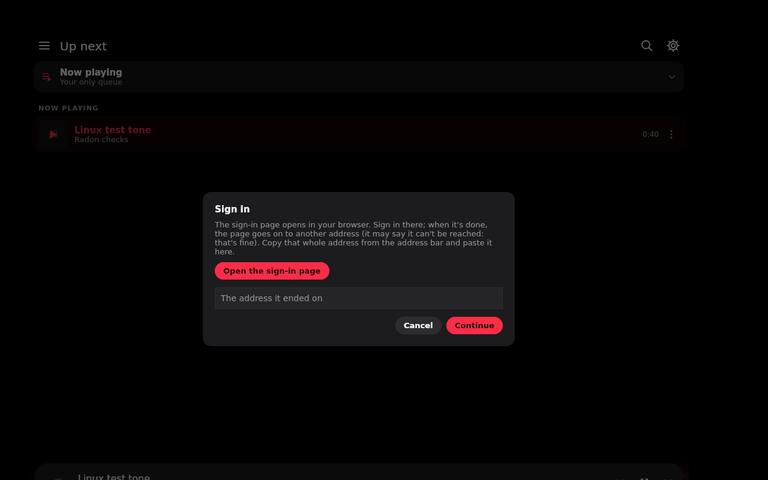 Up next
Now playing
Your only queue
NOW PLAYING
Linux test tone
Radon checks
0:40
Sign in
The sign-in page opens in your browser. Sign in there; when it's done,
the page goes on to another address (it may say it can't be reached:
that's fine). Copy that whole address from the address bar and paste it
here.
Open the sign-in page
The address it ended on
Cancel
Continue
Linux test tone